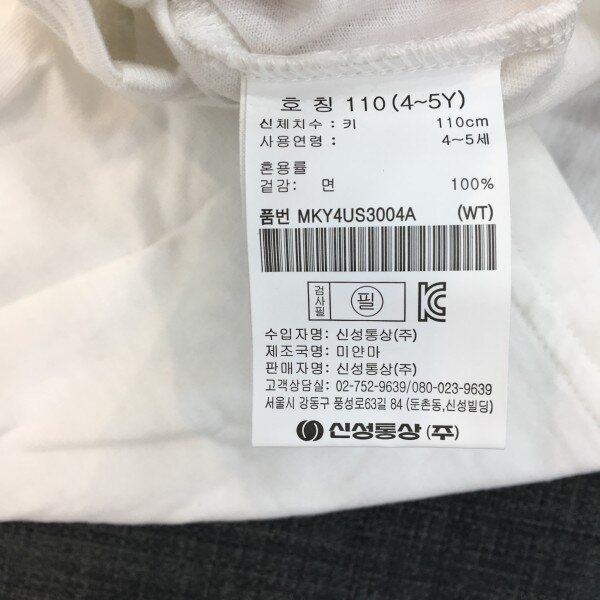 호 칭 110 (4~5Y)
신체치수 : 키 110cm
사용연령 : 4~5세
혼용률
겉감: 면 100%
품번 MKY4US3004A (WT)
검사필 필
수입자명: 신성통상(주)
제조국명: 미얀마
판매자명: 신성통상(주)
고객상담실: 02-752-9639/080-023-9639
서울시 강동구 풍성로63길 84 (둔촌동,신성빌딩)
신성통상 (주)